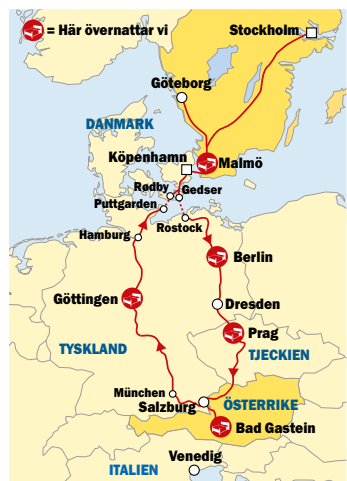 = Här övernattar vi
Stockholm
Göteborg
DANMARK
Köpenhamn
Malmö
Rødby
Gedser
Puttgarden
Rostock
Hamburg
Berlin
Göttingen
Dresden
Prag
TYSKLAND
TJECKIEN
München
Salzburg
ÖSTERRIKE
Bad Gastein
Venedig
ITALIEN